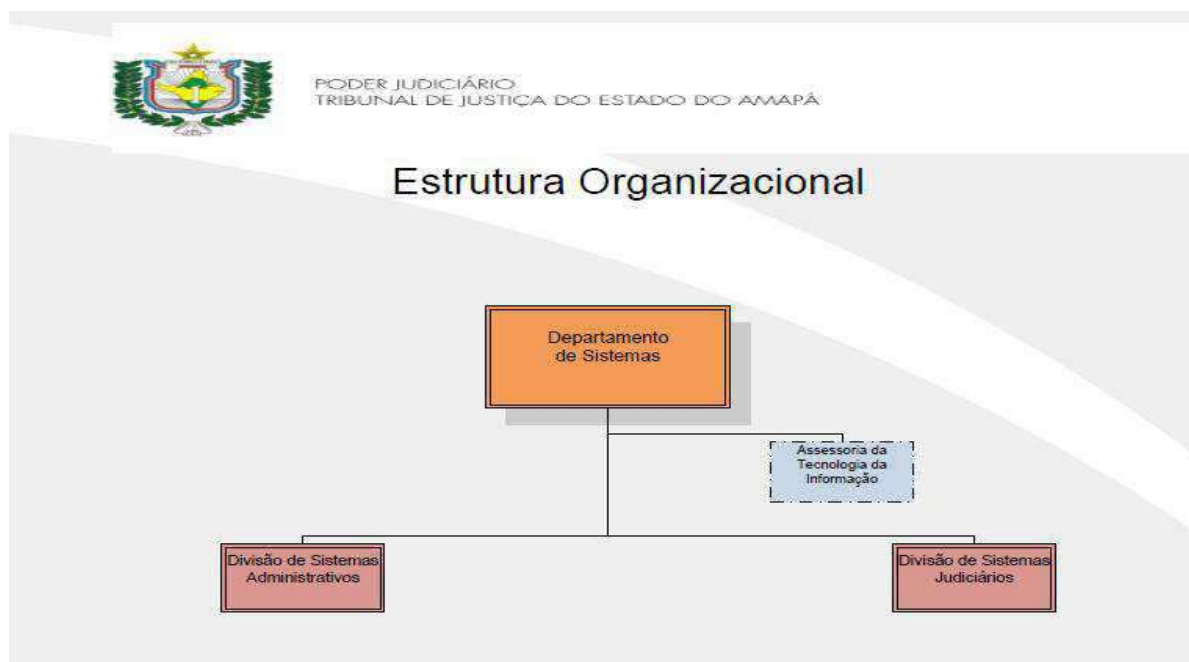 PODER JUDICIÁRIO
TRIBUNAL DE JUSTIÇA DO ESTADO DO AMAPÁ
Estrutura Organizacional
Departamento
de Sistemas
Assessoria da
Tecnologia da
Informação
Divisão de Sistemas
Administrativos
Divisão de Sistemas
Judiciários